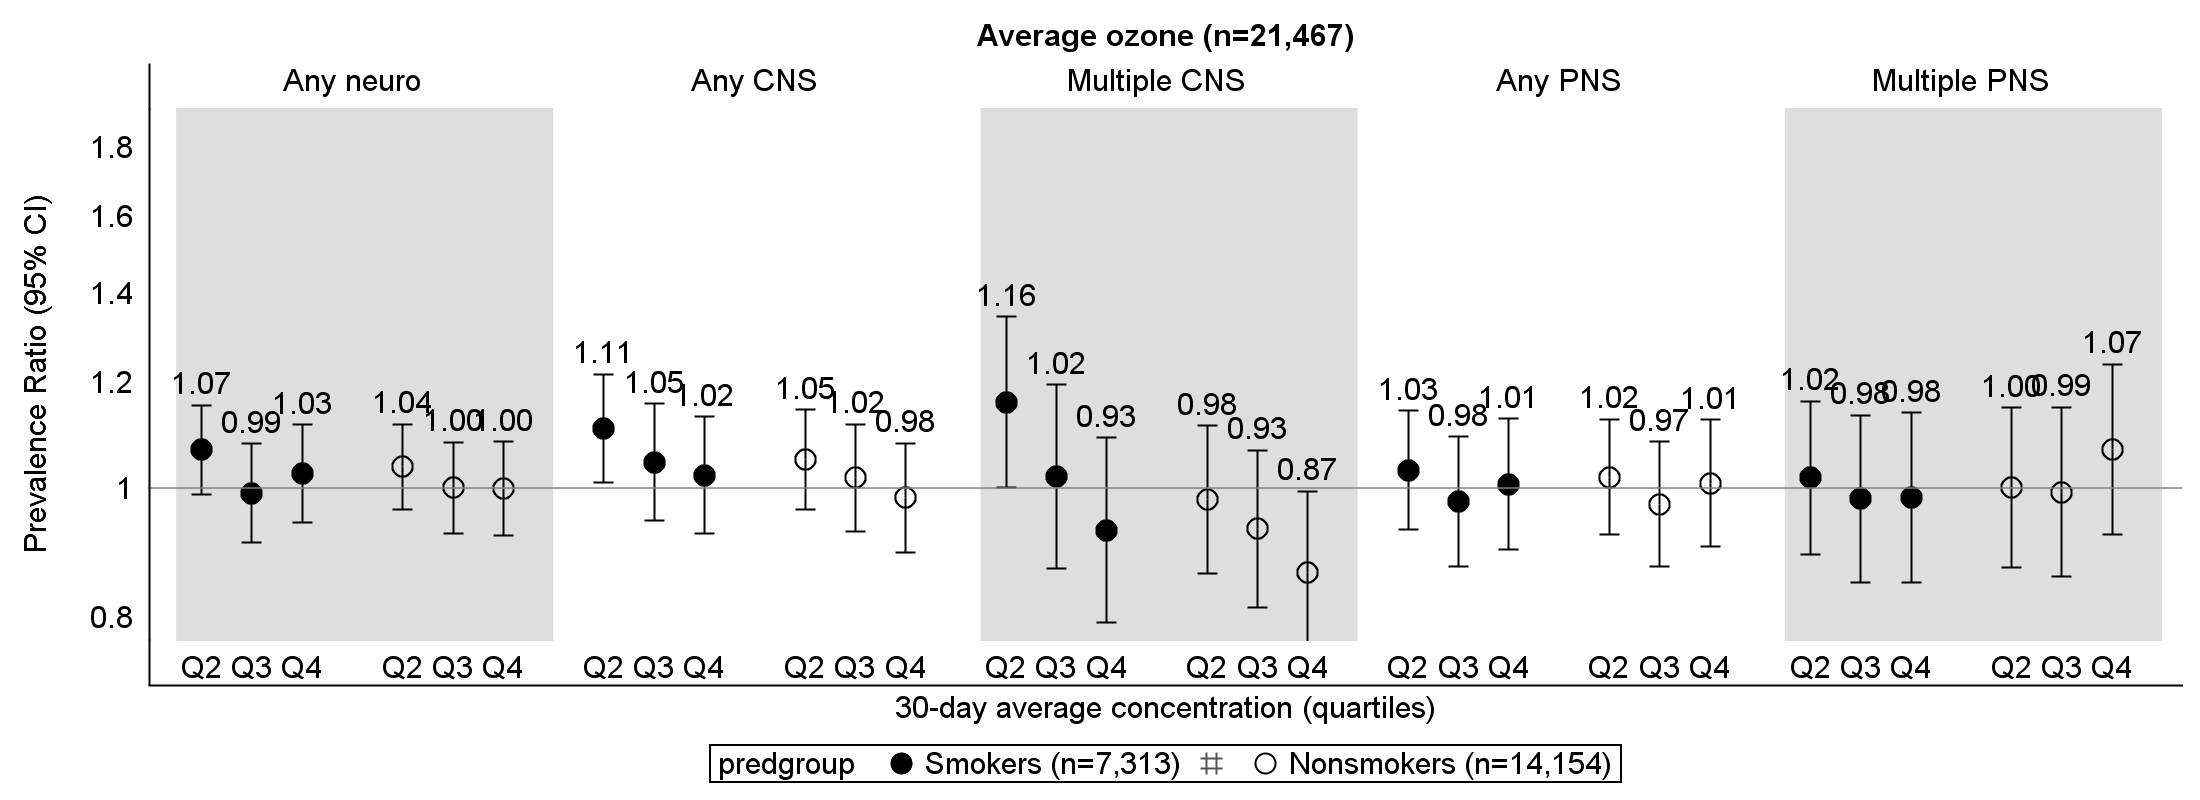 Average ozone (n=21,467)
Any neuro Any CNS Multiple CNS Any PNS Multiple PNS
Prevalence Ratio (95% CI)
1.8
1.6
1.4
1.2
1
0.8
1.07 0.99 1.03 1.04 1.00 1.00
1.11 1.05 1.02 1.05 1.02 0.98
1.16 1.02 0.93 0.98 0.93 0.87
1.03 0.98 1.01 1.02 0.97 1.01
1.02 0.98 0.98 1.00 0.99 1.07
Q2 Q3 Q4 Q2 Q3 Q4 Q2 Q3 Q4 Q2 Q3 Q4 Q2 Q3 Q4 Q2 Q3 Q4 Q2 Q3 Q4 Q2 Q3 Q4 Q2 Q3 Q4 Q2 Q3 Q4
30-day average concentration (quartiles)
predgroup Smokers (n=7,313) Nonsmokers (n=14,154)